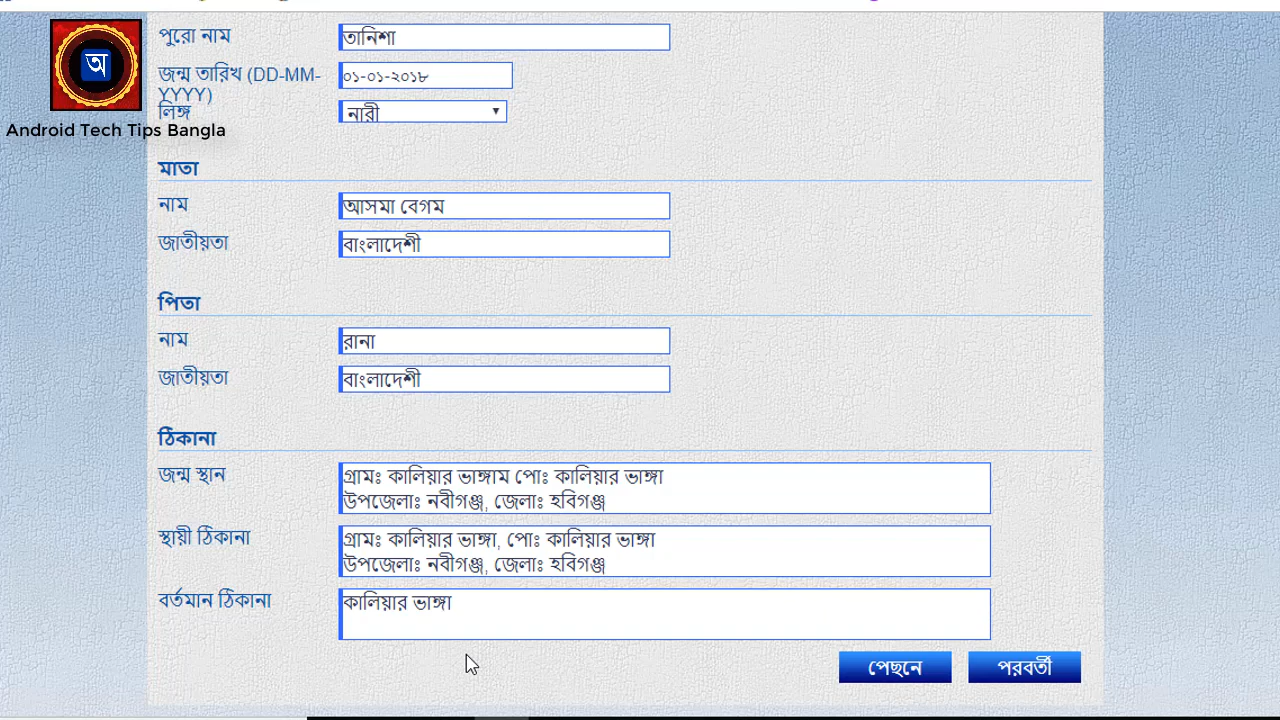 পুরো নাম তানিশা
জন্ম তারিখ (DD-MM-YYYY) ০১-০১-২০১৮
লিঙ্গ নারী
অ
Android Tech Tips Bangla
মাতা
নাম আসমা বেগম
জাতীয়তা বাংলাদেশী
পিতা
নাম রানা
জাতীয়তা বাংলাদেশী
ঠিকানা
জন্ম স্থান গ্রামঃ কালিয়ার ভাঙ্গাম পোঃ কালিয়ার ভাঙ্গা
উপজেলাঃ নবীগঞ্জ, জেলাঃ হবিগঞ্জ
স্থায়ী ঠিকানা গ্রামঃ কালিয়ার ভাঙ্গা, পোঃ কালিয়ার ভাঙ্গা
উপজেলাঃ নবীগঞ্জ, জেলাঃ হবিগঞ্জ
বর্তমান ঠিকানা কালিয়ার ভাঙ্গা
পেছনে পরবর্তী